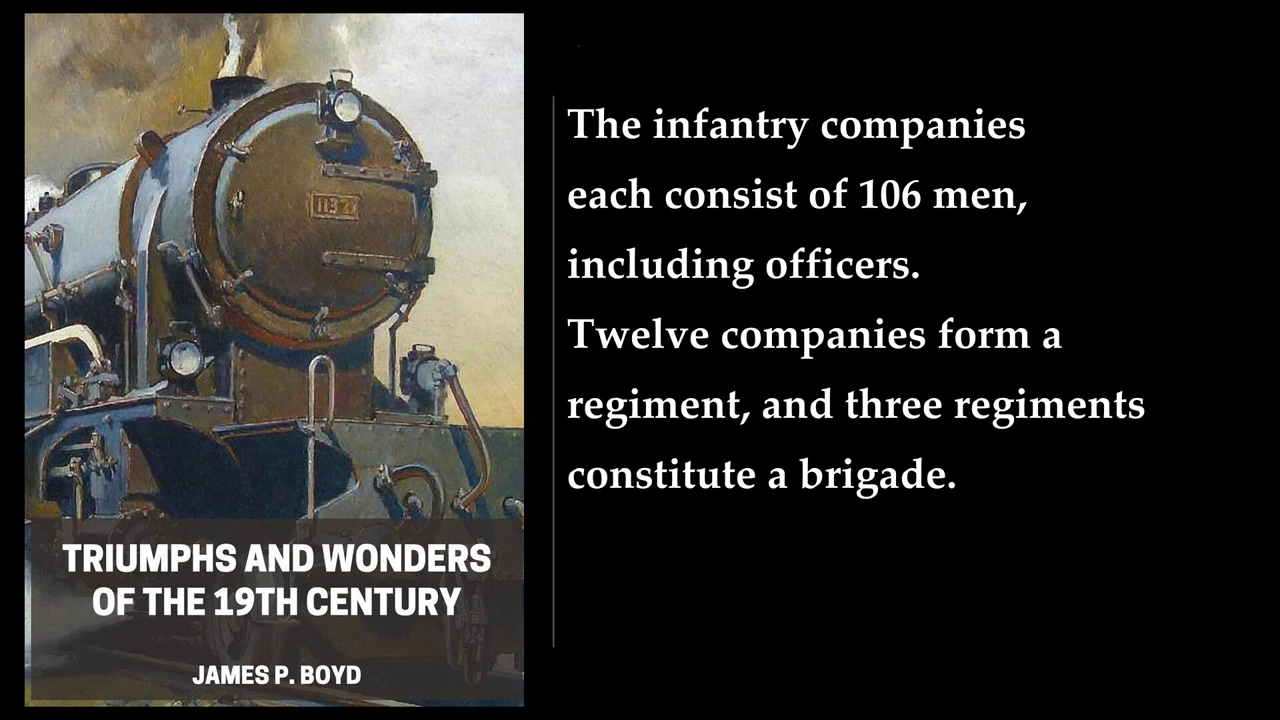 The infantry companies
each consist of 106 men,
including officers.
Twelve companies form a
regiment, and three regiments
constitute a brigade.
TRIUMPHS AND WONDERS
OF THE 19TH CENTURY
JAMES P. BOYD